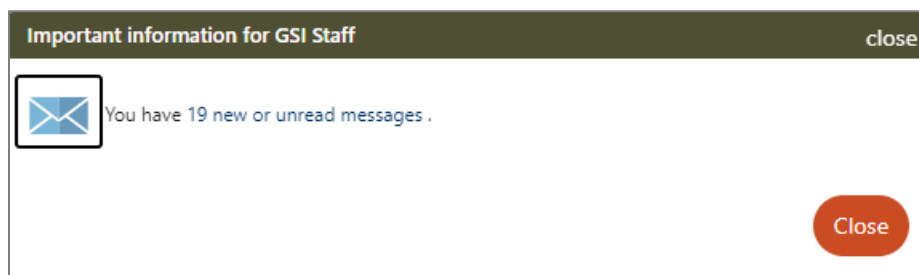 Important information for GSI Staff
close
You have 19 new or unread messages .
Close